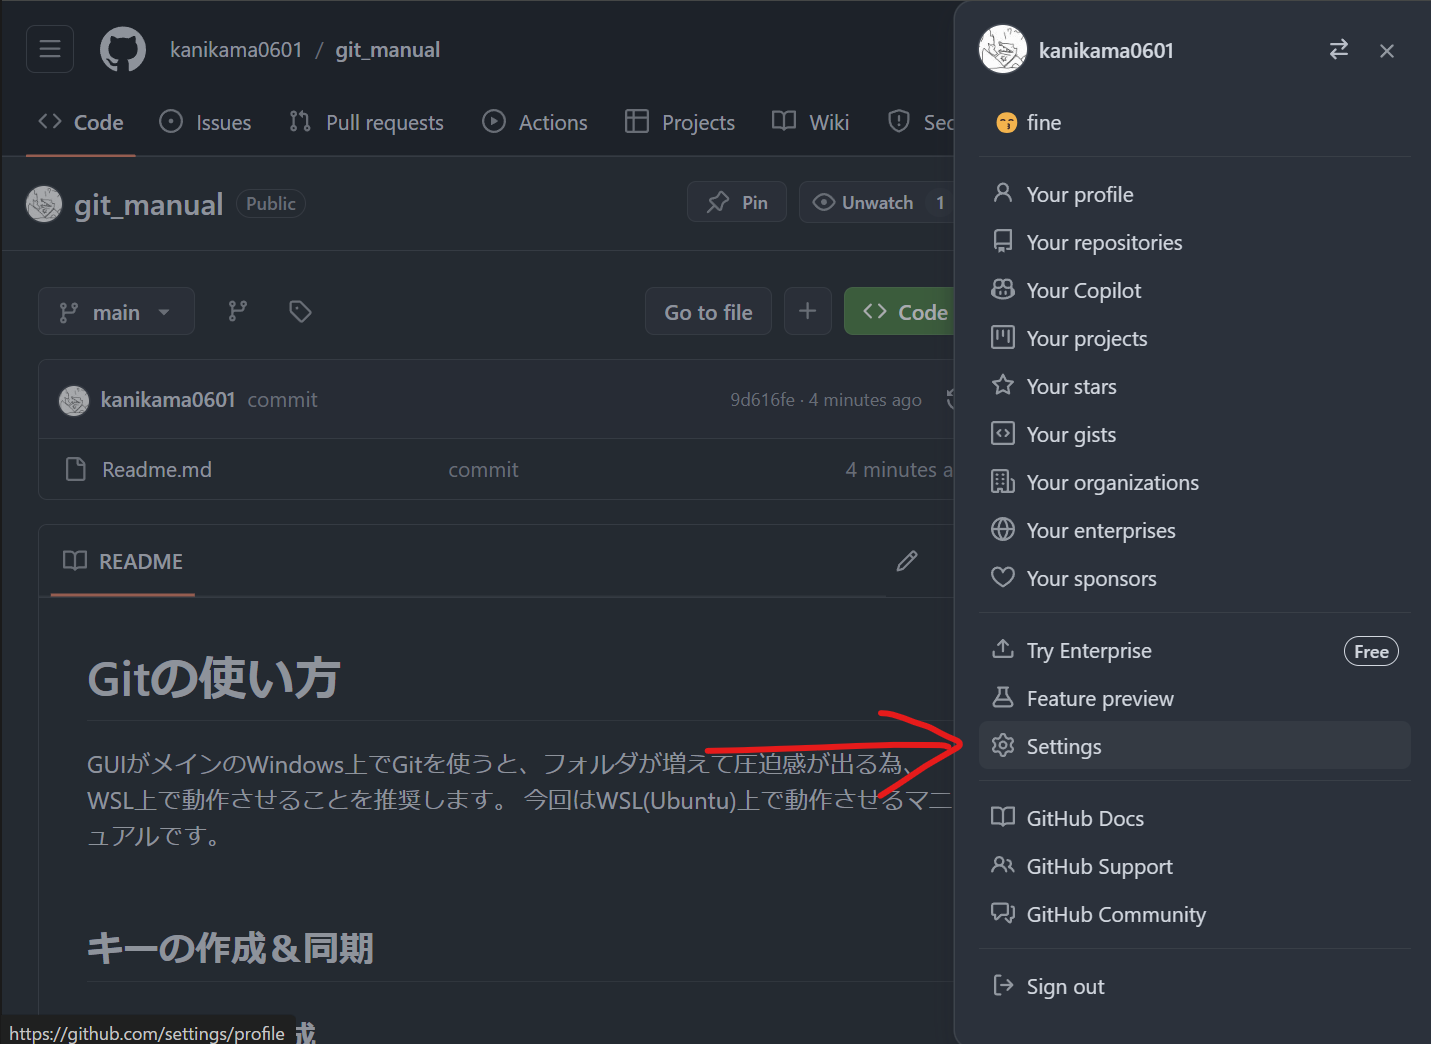 kanikama0601 / git_manual
Code Issues Pull requests Actions Projects Wiki Sec
git_manual Public
Pin Unwatch 1
main
Go to file
Code
kanikama0601 commit
9d616fe · 4 minutes ago
Readme.md commit 4 minutes a
README
Gitの使い方
GUIがメインのWindows上でGitを使うと、フォルダが増えて圧迫感が出る為、
WSL上で動作させることを推奨します。 今回はWSL(Ubuntu)上で動作させるマニ
ュアルです。
キーの作成＆同期
成
https://github.com/settings/profile
kanikama0601
fine
Your profile
Your repositories
Your Copilot
Your projects
Your stars
Your gists
Your organizations
Your enterprises
Your sponsors
Try Enterprise Free
Feature preview
Settings
GitHub Docs
GitHub Support
GitHub Community
Sign out